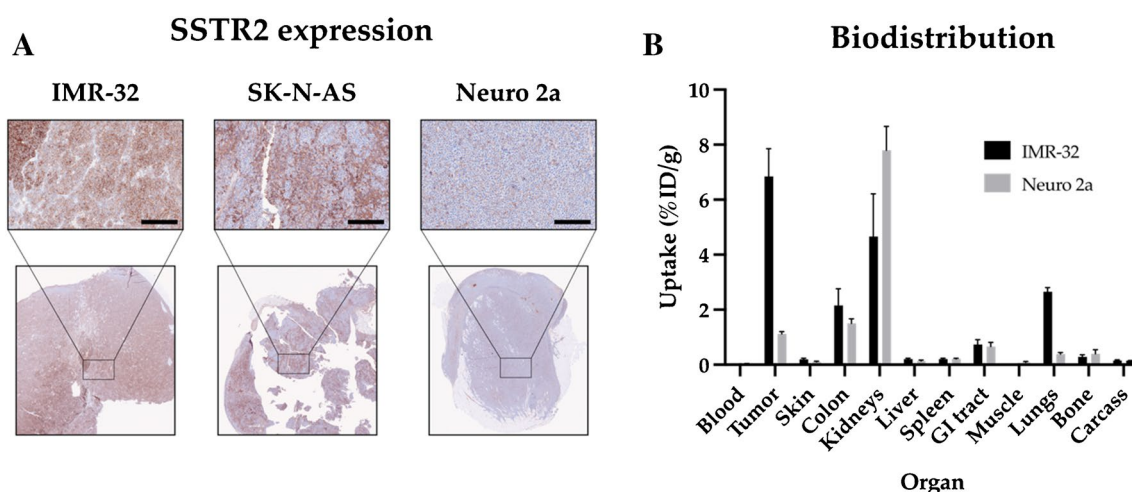 A
SSTR2 expression
IMR-32
SK-N-AS
Neuro 2a
B
Biodistribution
10
8
6
4
2
0
Uptake (% ID/g)
IMR-32
Neuro 2a
Blood
Tumor
Skin
Colon
Kidneys
Liver
Spleen
GI tract
Muscle
Lungs
Bone
Carcass
Organ